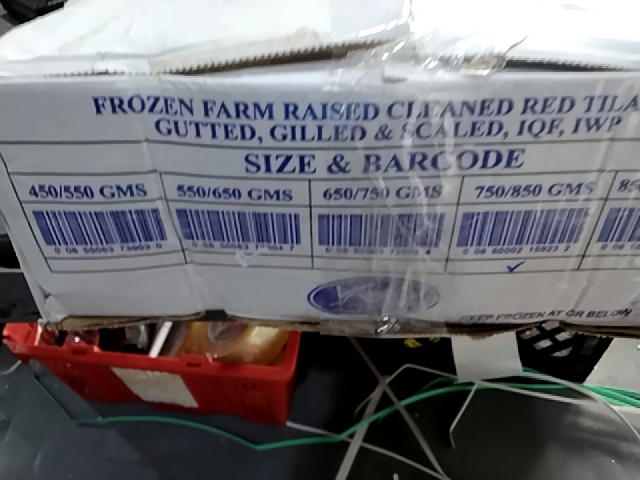 FROZEN FARM RAISED CLEANED RED TILA
GUTTED, GILLED & SCALED, IQF, IWP
SIZE & BARCODE
450/550 GMS 550/650 GMS 650/750 GMS 750/850 GMS 85
KEEP FROZEN AT OR BELOW